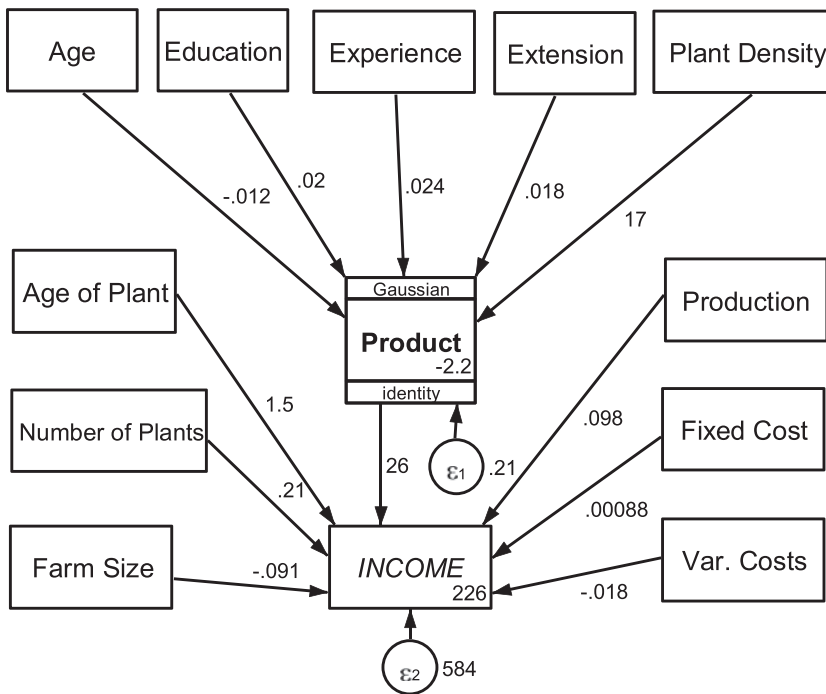 Age
Education
Experience
Extension
Plant Density
-.012
.02
.024
.018
17
Age of Plant
Gaussian
Product
-2.2
identity
Production
1.5
.098
Number of Plants
.21
26
ε1
.21
Fixed Cost
.00088
Farm Size
-.091
INCOME
226
-.018
Var. Costs
ε2
584